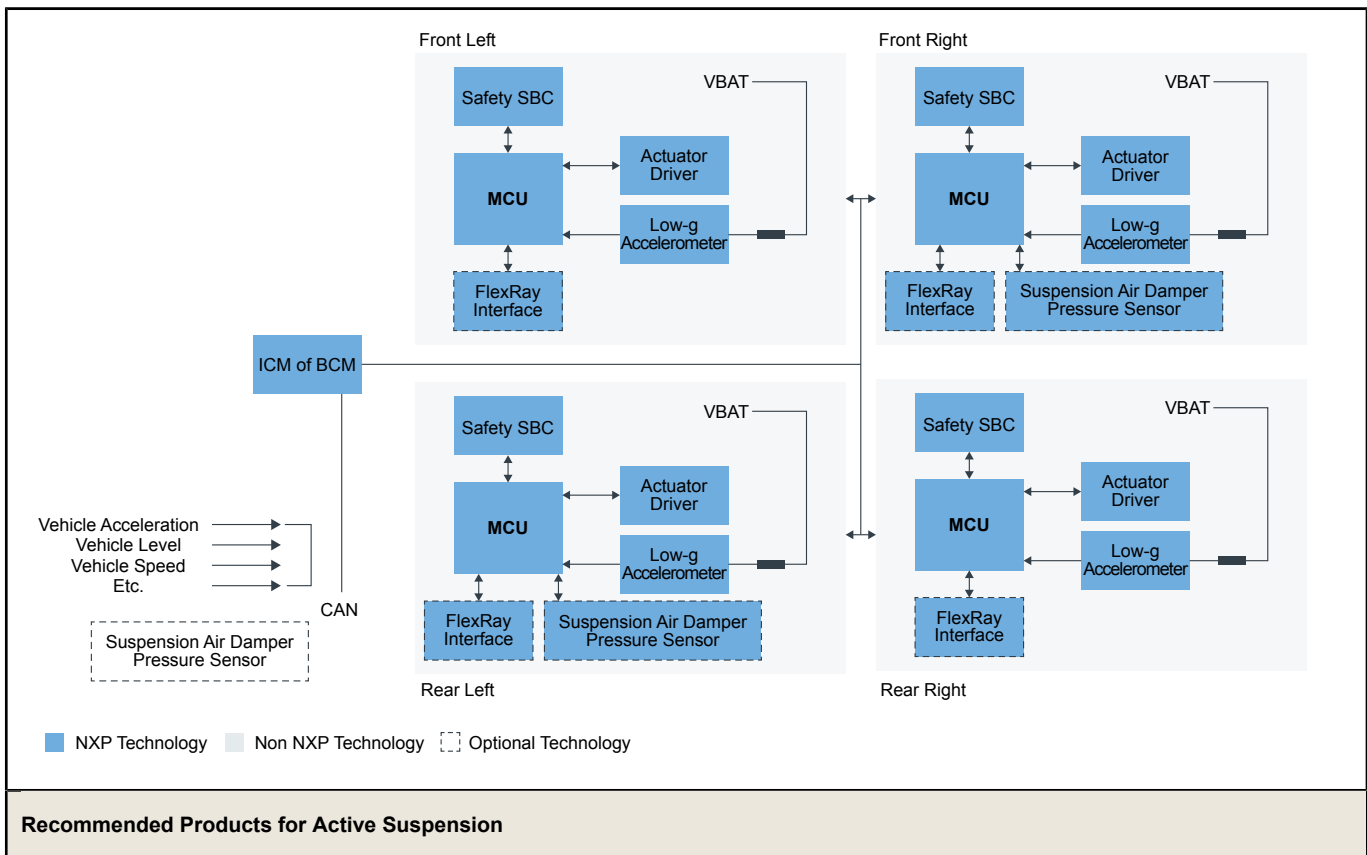 Front Left
Safety SBC
VBAT
MCU
Actuator
Driver
Low-g
Accelerometer
FlexRay
Interface
Front Right
Safety SBC
VBAT
MCU
Actuator
Driver
Low-g
Accelerometer
FlexRay
Interface
Suspension Air Damper
Pressure Sensor
ICM of BCM
Safety SBC
VBAT
MCU
Actuator
Driver
Low-g
Accelerometer
FlexRay
Interface
Suspension Air Damper
Pressure Sensor
Rear Left
Safety SBC
VBAT
MCU
Actuator
Driver
Low-g
Accelerometer
FlexRay
Interface
Rear Right
Vehicle Acceleration
Vehicle Level
Vehicle Speed
Etc.
CAN
Suspension Air Damper
Pressure Sensor
NXP Technology
Non NXP Technology
Optional Technology
Recommended Products for Active Suspension